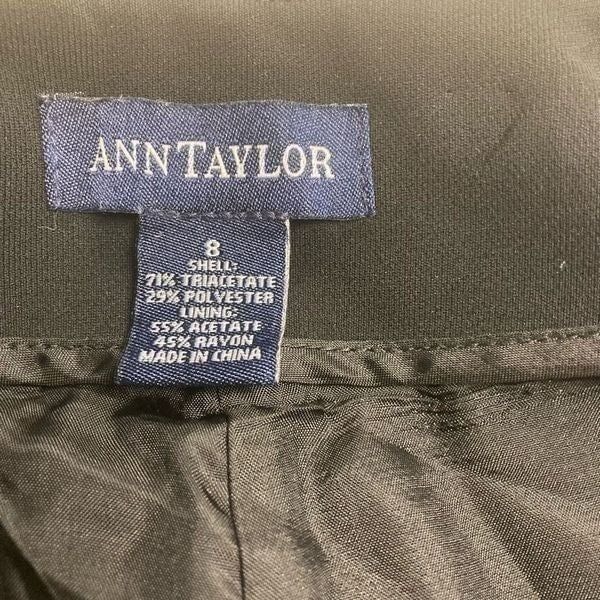 ANN TAYLOR
8
SHELL:
71% TRIACETATE
29% POLYESTER
LINING:
55% ACETATE
45% RAYON
MADE IN CHINA